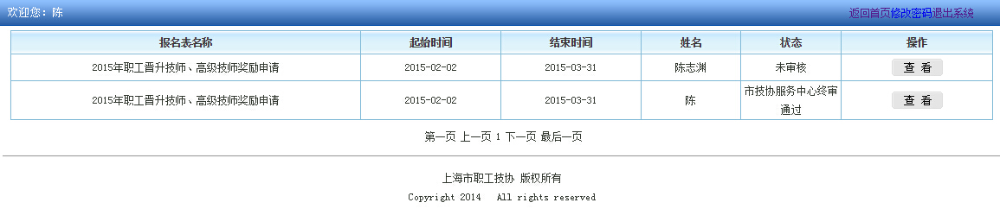 欢迎您：陈 返回首页修改密码退出系统
报名表名称 起始时间 结束时间 姓名 状态 操作
2015年职工晋升技师、高级技师奖励申请 2015-02-02 2015-03-31 陈志渊 未审核 查 看
2015年职工晋升技师、高级技师奖励申请 2015-02-02 2015-03-31 陈 市技协服务中心终审 查 看
通过
第一页 上一页 1 下一页 最后一页
上海市职工技协 版权所有
Copyright 2014 All rights reserved